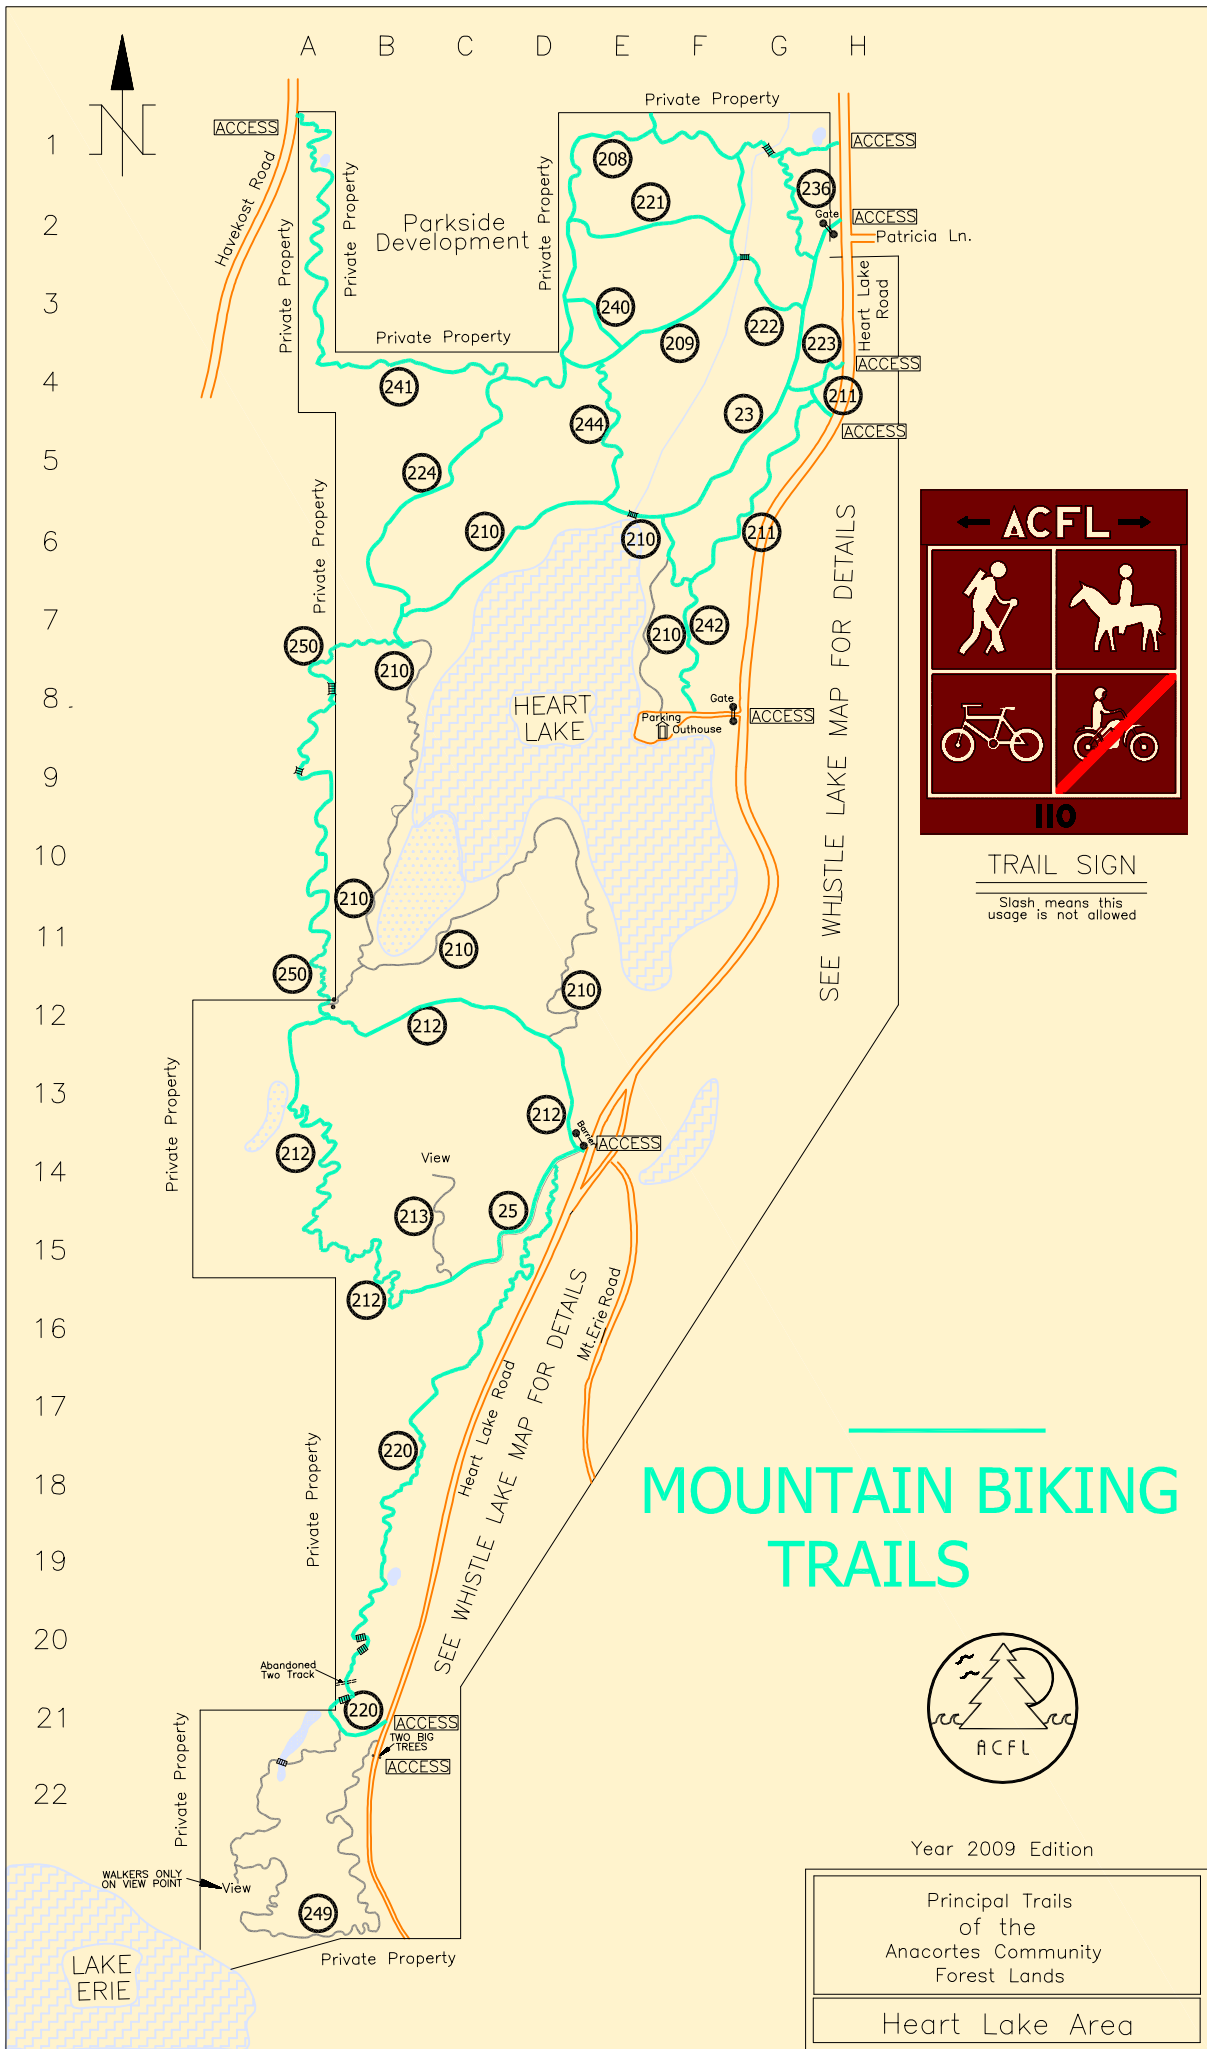 A B C D E F G H
N
Private Property
ACCESS
1
ACCESS
208
Havekost Road
Private Property
Private Property
236
221
ACCESS
Gate
2
Parkside
Development
Patricia Ln.
Private Property
Heart Lake
Road
3
240
222
Private Property
209
223
ACCESS
4
241
211
23
244
ACCESS
5
224
Private Property
6
210
210
211
SEE WHISTLE LAKE MAP FOR DETAILS
ACFL
110
TRAIL SIGN
Slash means this
usage is not allowed
7
210
242
250
210
8
HEART
LAKE
Gate
ACCESS
Parking
Outhouse
9
10
210
11
210
250
210
12
212
13
Private Property
212
Barrier
ACCESS
212
14
View
213
25
15
212
16
SEE WHISTLE LAKE MAP FOR DETAILS
Mt.Erie Road
Heart Lake Road
17
220
Private Property
18
MOUNTAIN BIKING
TRAILS
19
20
Abandoned
Two Track
220
21
ACCESS
TWO BIG
TREES
ACCESS
Private Property
22
ACFL
WALKERS ONLY
ON VIEW POINT
View
249
Private Property
LAKE
ERIE
Year 2009 Edition
Principal Trails
of the
Anacortes Community
Forest Lands
Heart Lake Area